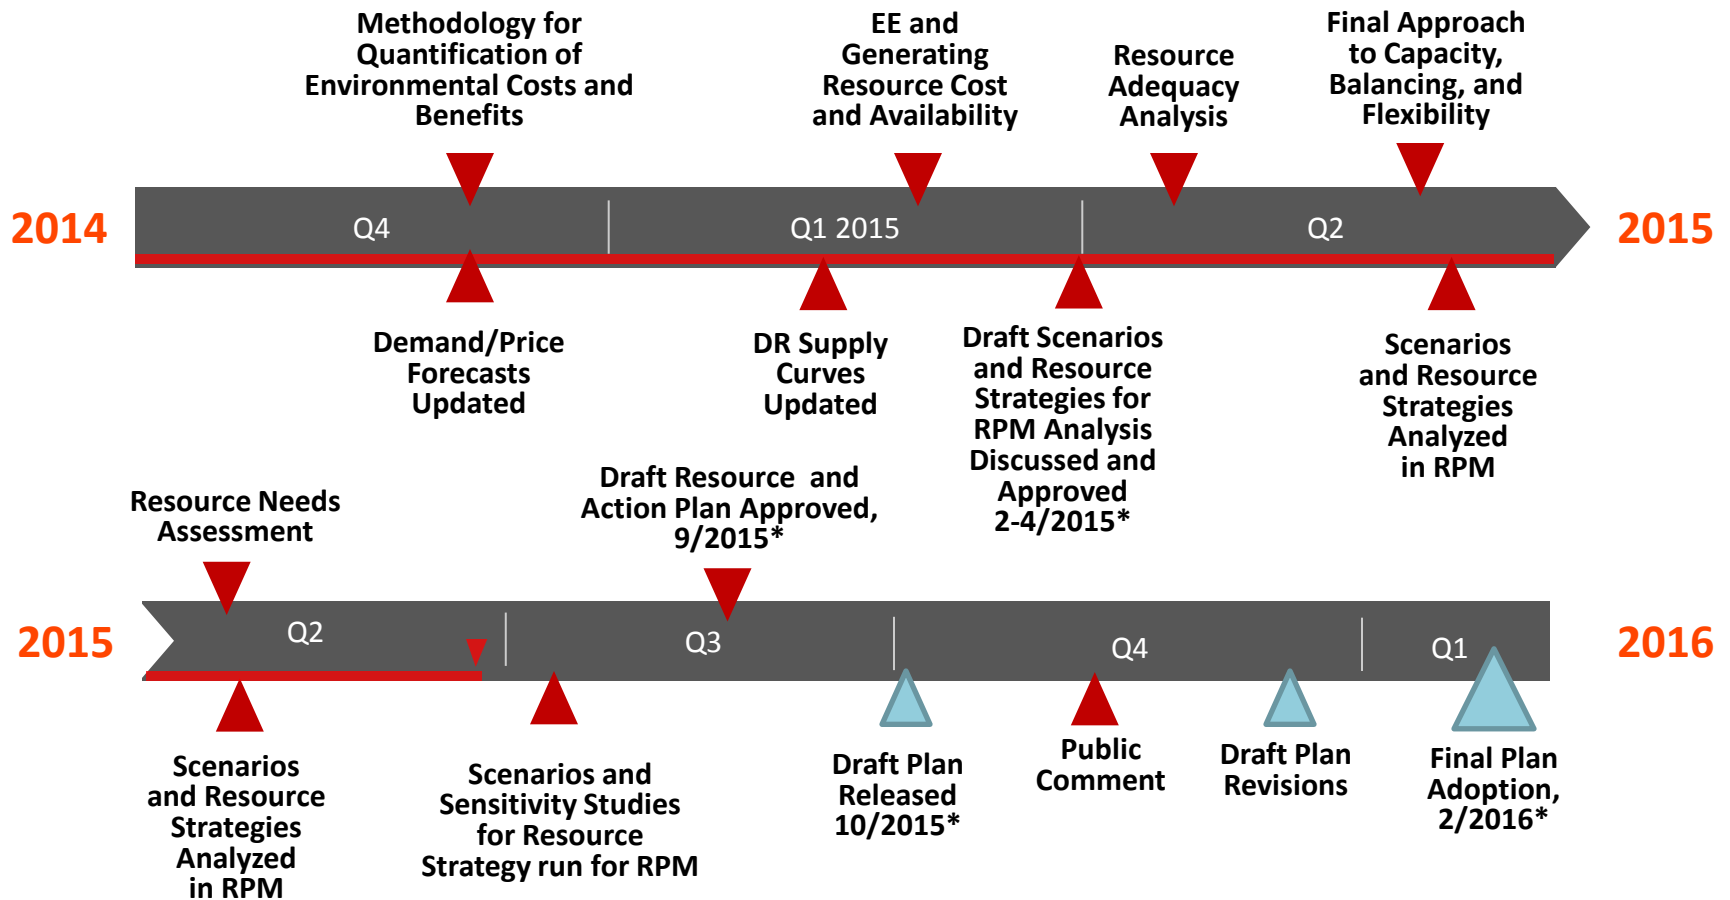 Methodology for
Quantification of
Environmental Costs and
Benefits
EE and
Generating
Resource Cost
and Availability
Resource
Adequacy
Analysis
Final Approach
to Capacity,
Balancing, and
Flexibility
2014
Q4
Q1 2015
Q2
2015
Demand/Price
Forecasts
Updated
DR Supply
Curves
Updated
Draft Scenarios
and Resource
Strategies for
RPM Analysis
Discussed and
Approved
2-4/2015*
Scenarios
and Resource
Strategies
Analyzed
in RPM
Resource Needs
Assessment
Draft Resource and
Action Plan Approved,
9/2015*
2015
Q2
Q3
Q4
Q1
2016
Scenarios
and Resource
Strategies
Analyzed
in RPM
Scenarios and
Sensitivity Studies
for Resource
Strategy run for RPM
Draft Plan
Released
10/2015*
Public
Comment
Draft Plan
Revisions
Final Plan
Adoption,
2/2016*